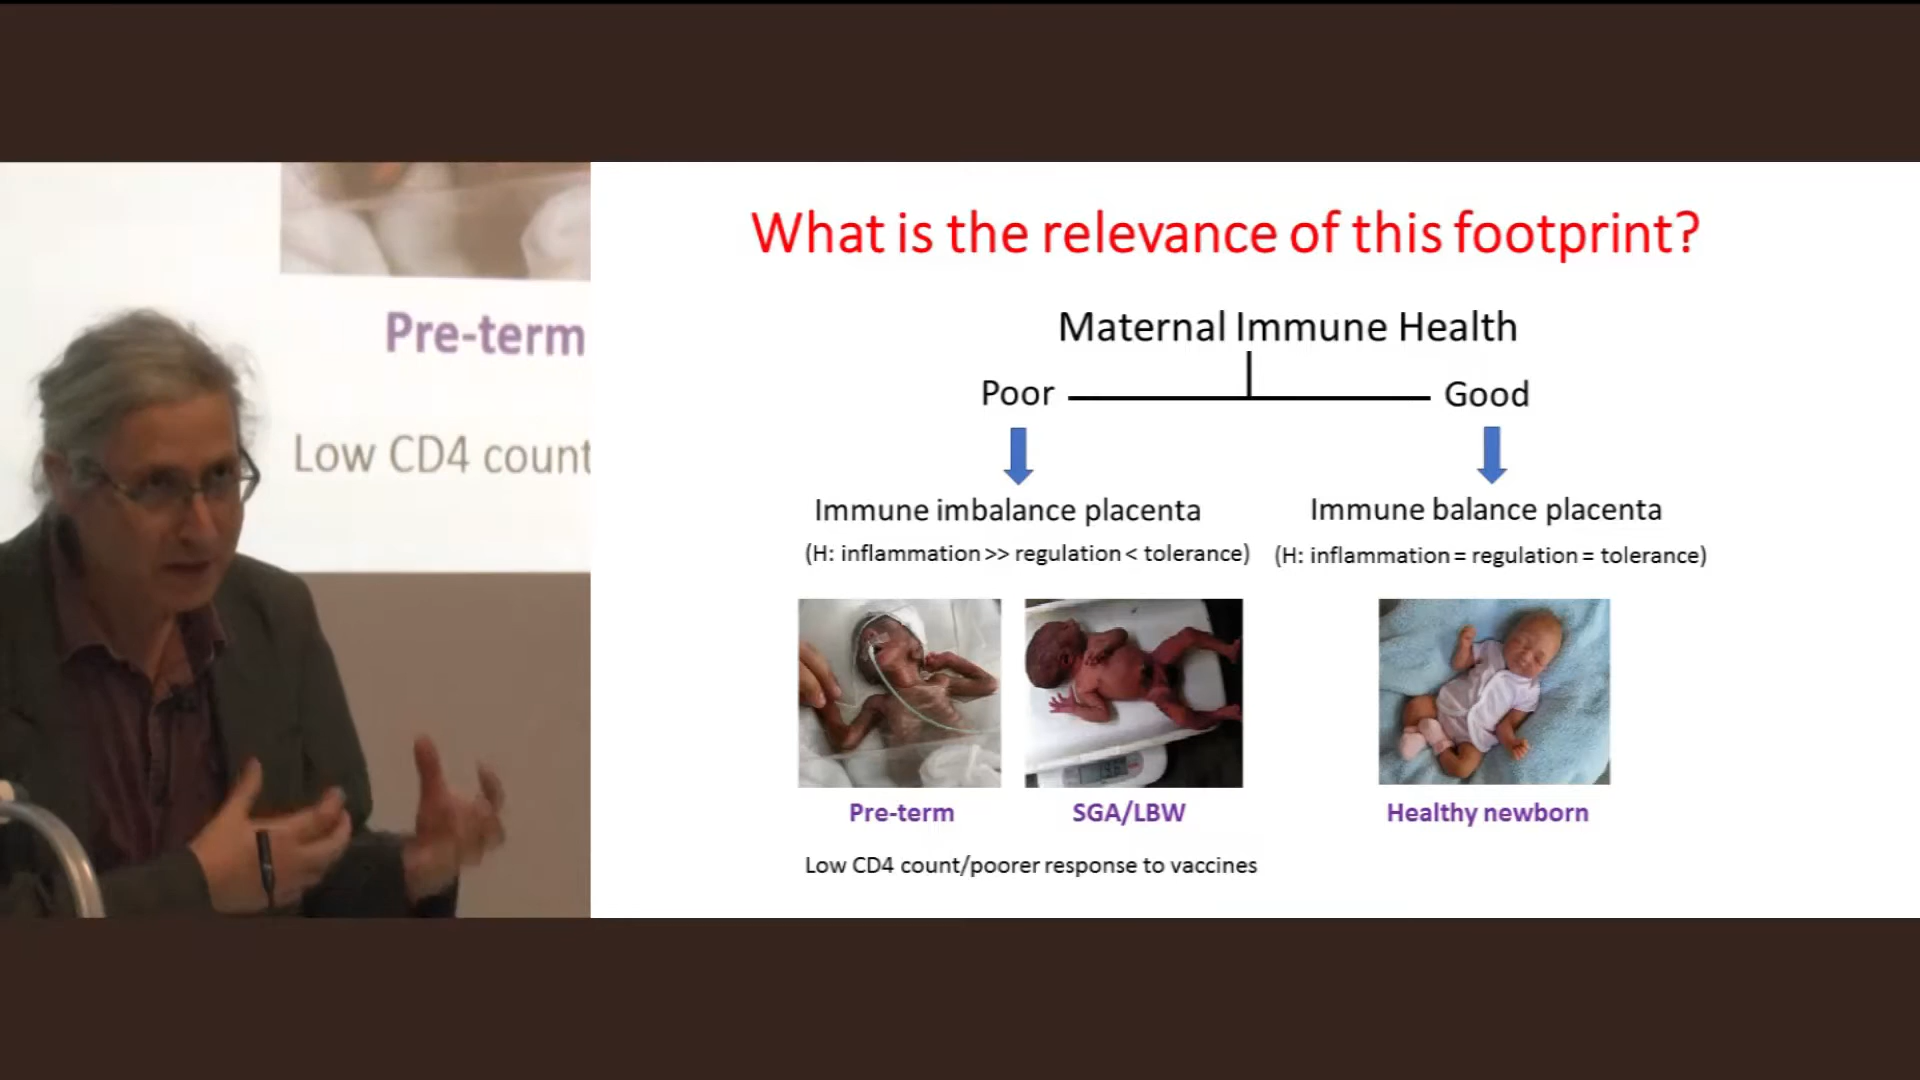 Pre-term
Low CD4 count
What is the relevance of this footprint?
Maternal Immune Health
Poor
Good
Immune imbalance placenta
Immune balance placenta
(H: inflammation >> regulation < tolerance)
(H: inflammation = regulation = tolerance)
Pre-term
SGA/LBW
Healthy newborn
Low CD4 count/poorer response to vaccines